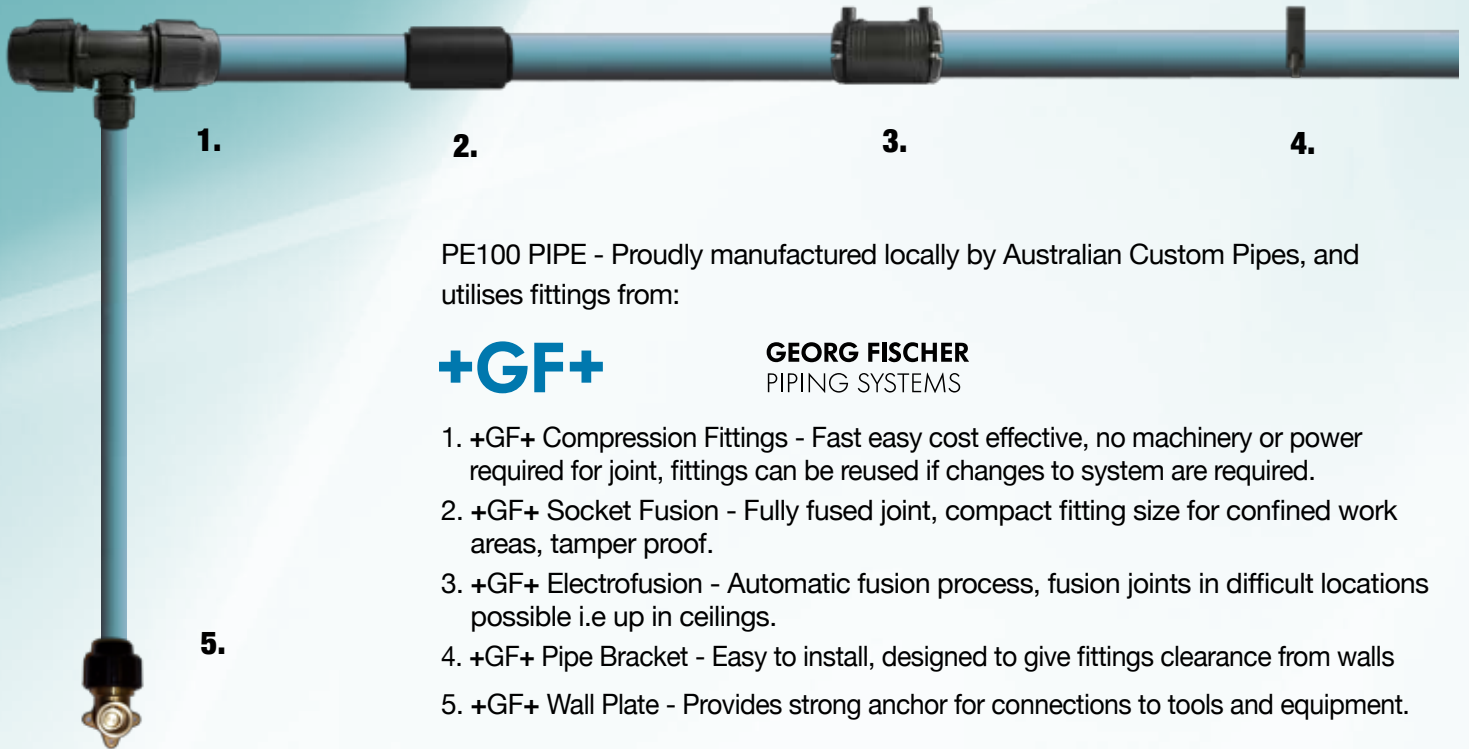 1.
2.
3.
4.
PE100 PIPE - Proudly manufactured locally by Australian Custom Pipes, and
utilises fittings from:
+GF+
GEORG FISCHER
PIPING SYSTEMS
1. +GF+ Compression Fittings - Fast easy cost effective, no machinery or power
required for joint, fittings can be reused if changes to system are required.
2. +GF+ Socket Fusion - Fully fused joint, compact fitting size for confined work
areas, tamper proof.
3. +GF+ Electrofusion - Automatic fusion process, fusion joints in difficult locations
possible i.e up in ceilings.
4. +GF+ Pipe Bracket - Easy to install, designed to give fittings clearance from walls
5. +GF+ Wall Plate - Provides strong anchor for connections to tools and equipment.
5.